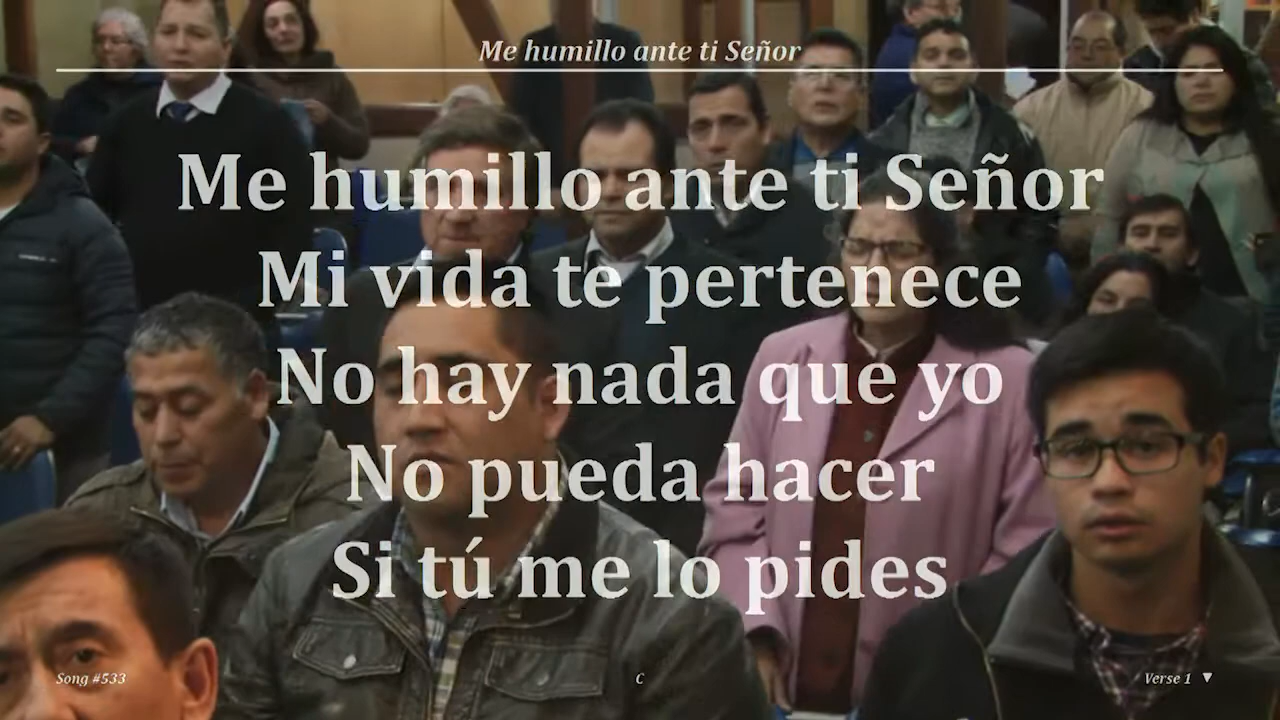 Me humillo ante ti Señor
Me humillo ante ti Señor
Mi vida te pertenece
No hay nada que yo
No pueda hacer
Si tú me lo pides
Song #533
C
Verse 1 ▼